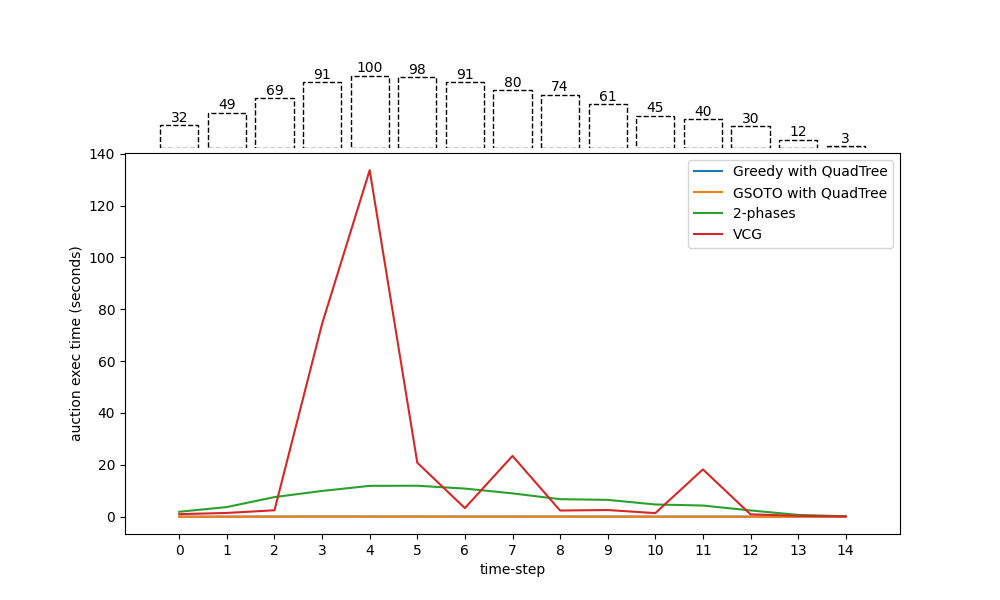 32 49 69 91 100 98 91 80 74 61 45 40 30 12 3
140
120
100
80
60
40
20
0
auction exec time (seconds)
Greedy with QuadTree
GSOTO with QuadTree
2-phases
VCG
0 1 2 3 4 5 6 7 8 9 10 11 12 13 14
time-step